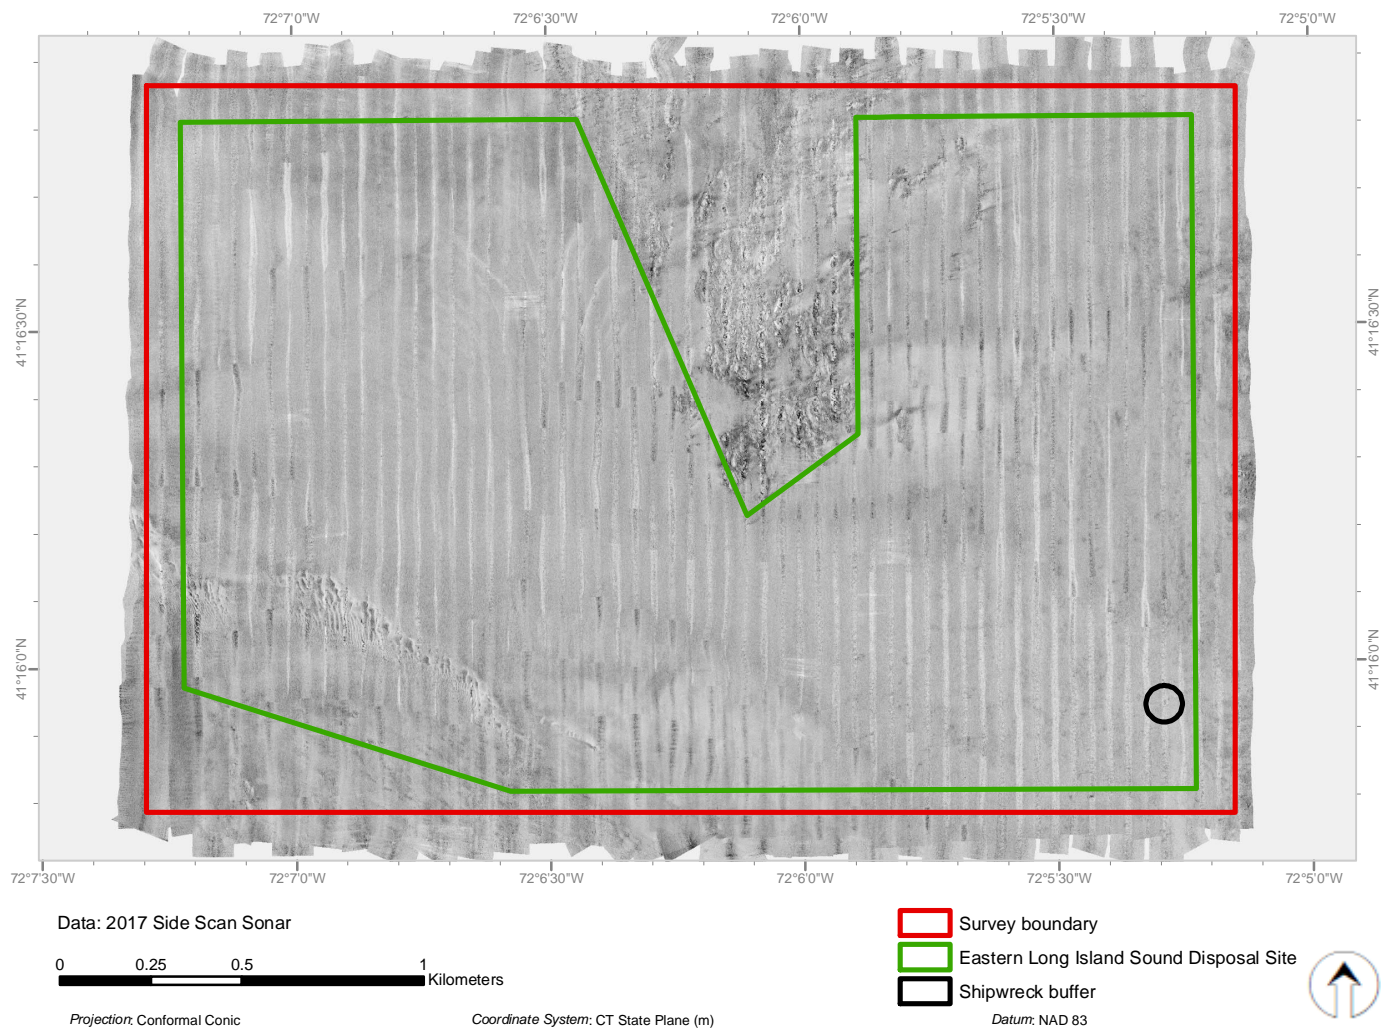 72°7'0"W 72°6'30"W 72°6'0"W 72°5'30"W 72°5'0"W
41°16'30"N 41°16'30"N
41°16'0"N 41°16'0"N
72°7'30"W 72°7'0"W 72°6'30"W 72°6'0"W 72°5'30"W 72°5'0"W
Data: 2017 Side Scan Sonar
Survey boundary
Eastern Long Island Sound Disposal Site
Shipwreck buffer
0 0.25 0.5 1
Kilometers
Projection: Conformal Conic Coordinate System: CT State Plane (m) Datum: NAD 83